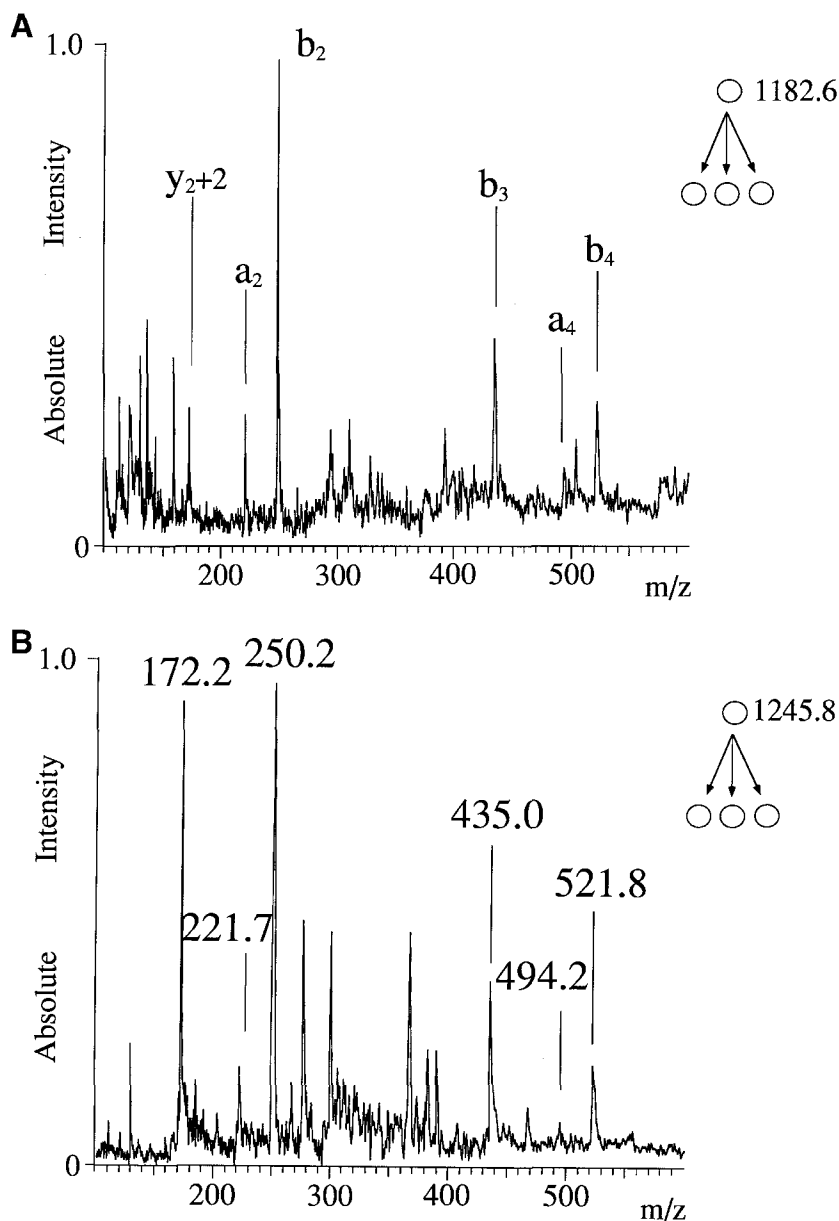 A
1.0
b2
1182.6
y2+2
b3
a2
b4
a4
Absolute Intensity
0
200 300 400 500
m/z
B
1.0
172.2 250.2
1245.8
435.0
521.8
221.7
494.2
Absolute Intensity
0
200 300 400 500
m/z